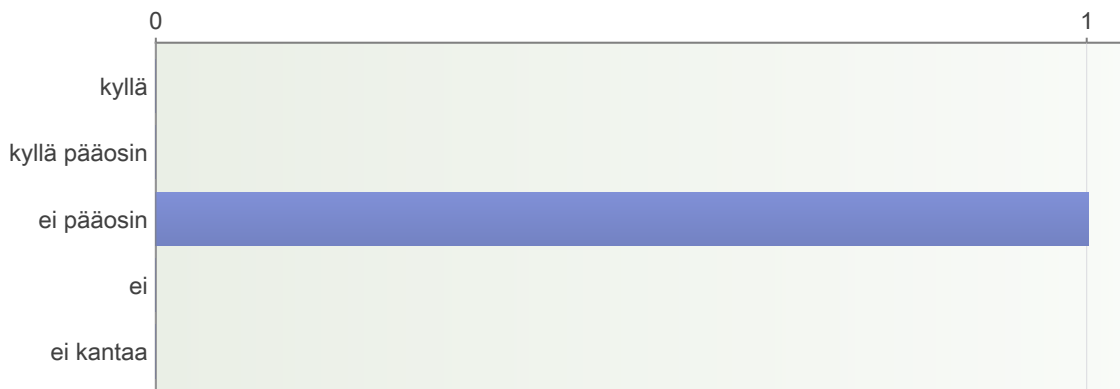 0 1
kyllä
kyllä pääosin
ei pääosin
ei
ei kantaa